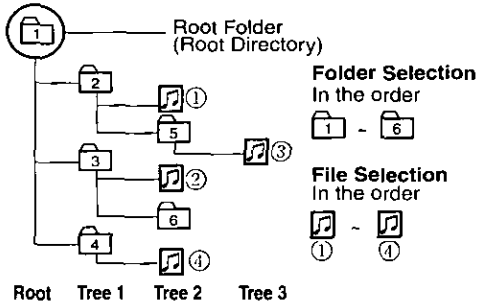 1
Root Folder
(Root Directory)
2
①
5
③
3
②
6
4
④
Root Tree 1 Tree 2 Tree 3
Folder Selection
In the order
1 ~ 6
File Selection
In the order
~
① ④